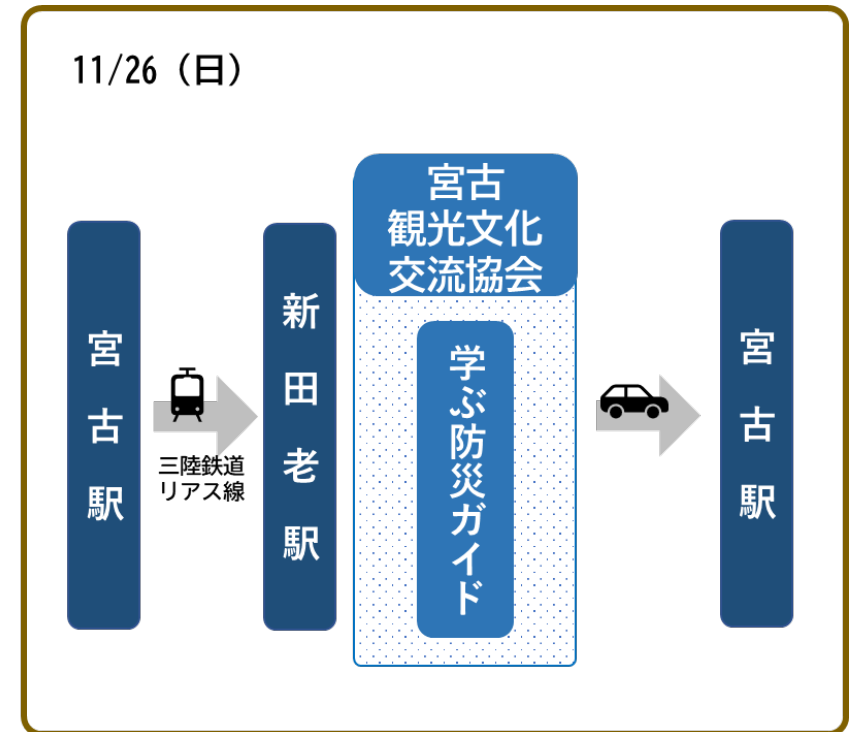 11/26（日）
宮古駅
三陸鉄道
リアス線
新田老駅
宮古
観光文化
交流協会
学ぶ防災ガイド
宮古駅